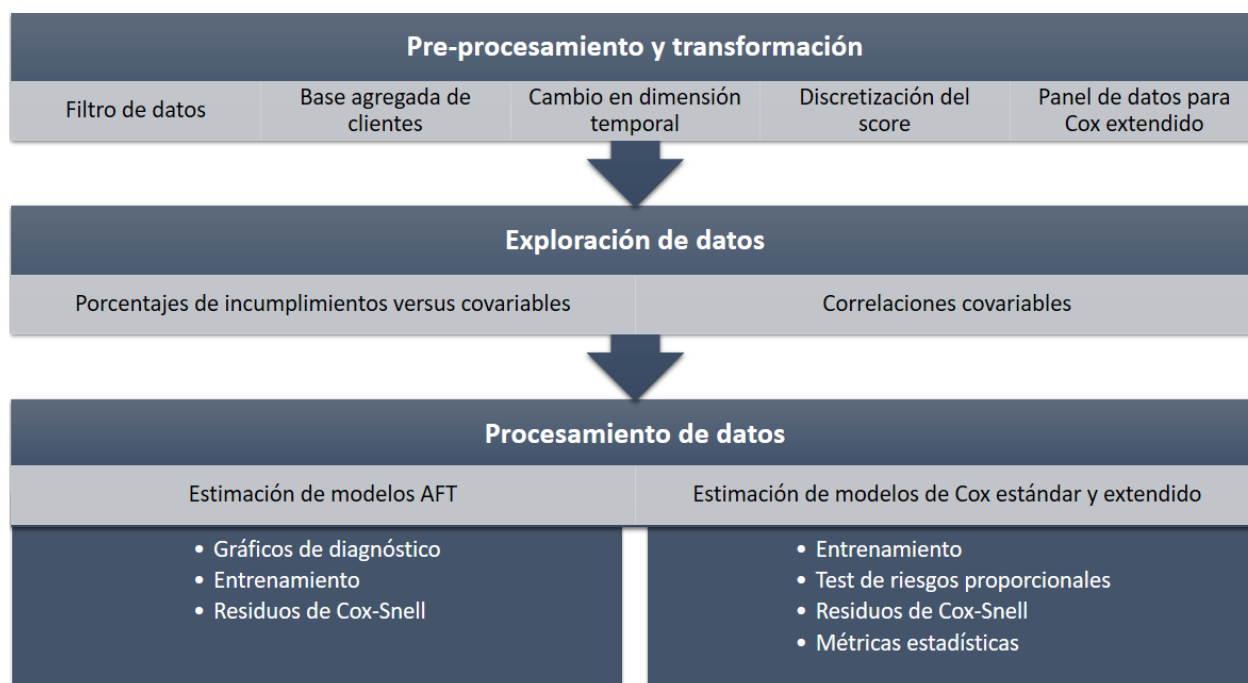 Pre-procesamiento y transformación
Filtro de datos
Base agregada de
clientes
Cambio en dimensión
temporal
Discretización del
score
Panel de datos para
Cox extendido
Exploración de datos
Porcentajes de incumplimientos versus covariables
Correlaciones covariables
Procesamiento de datos
Estimación de modelos AFT
Estimación de modelos de Cox estándar y extendido
• Gráficos de diagnóstico
• Entrenamiento
• Residuos de Cox-Snell
• Entrenamiento
• Test de riesgos proporcionales
• Residuos de Cox-Snell
• Métricas estadísticas